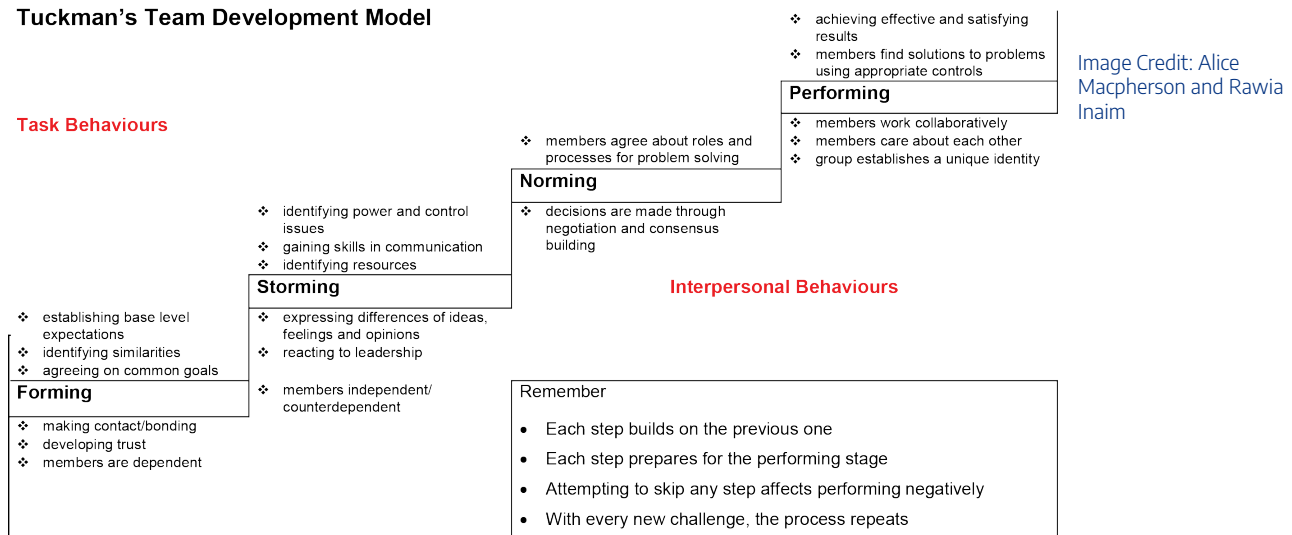 Tuckman's Team Development Model
❖ achieving effective and satisfying
results
❖ members find solutions to problems
using appropriate controls
Image Credit: Alice
Macpherson and Rawia
Inaim
Performing
❖ members work collaboratively
❖ members care about each other
❖ group establishes a unique identity
Task Behaviours
❖ members agree about roles and
processes for problem solving
Norming
❖ decisions are made through
negotiation and consensus
building
❖ identifying power and control
issues
❖ gaining skills in communication
❖ identifying resources
Storming
❖ expressing differences of ideas,
feelings and opinions
❖ reacting to leadership
❖ members independent/
counterdependent
Interpersonal Behaviours
❖ establishing base level
expectations
❖ identifying similarities
❖ agreeing on common goals
Forming
❖ making contact/bonding
❖ developing trust
❖ members are dependent
Remember
• Each step builds on the previous one
• Each step prepares for the performing stage
• Attempting to skip any step affects performing negatively
• With every new challenge, the process repeats